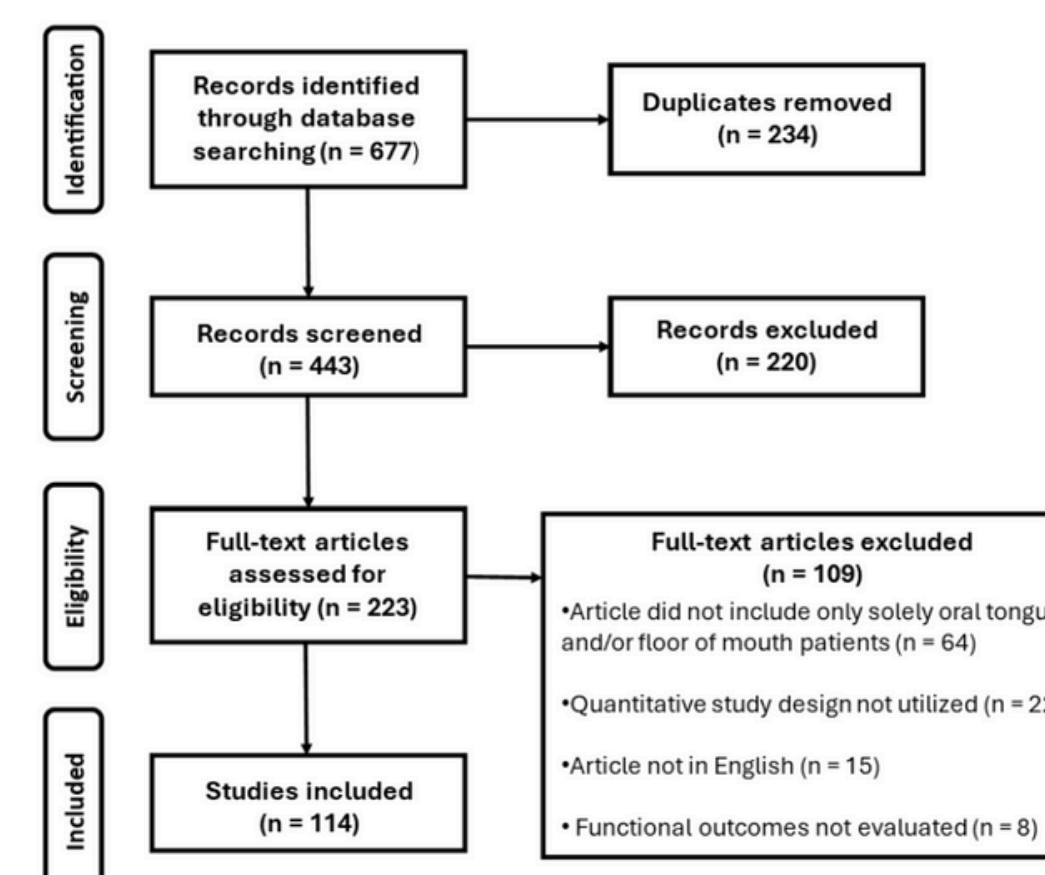 Identification
Records identified
through database
searching (n = 677)
Duplicates removed
(n = 234)
Screening
Records screened
(n = 443)
Records excluded
(n = 220)
Eligibility
Full-text articles
assessed for
eligibility (n = 223)
Full-text articles excluded
(n = 109)
•Article did not include only solely oral
and/or floor of mouth patients (n = 64)
•Quantitative study design not utilized (n =
•Article not in English (n = 15)
• Functional outcomes not evaluated (n = 8)
Included
Studies included
(n = 114)